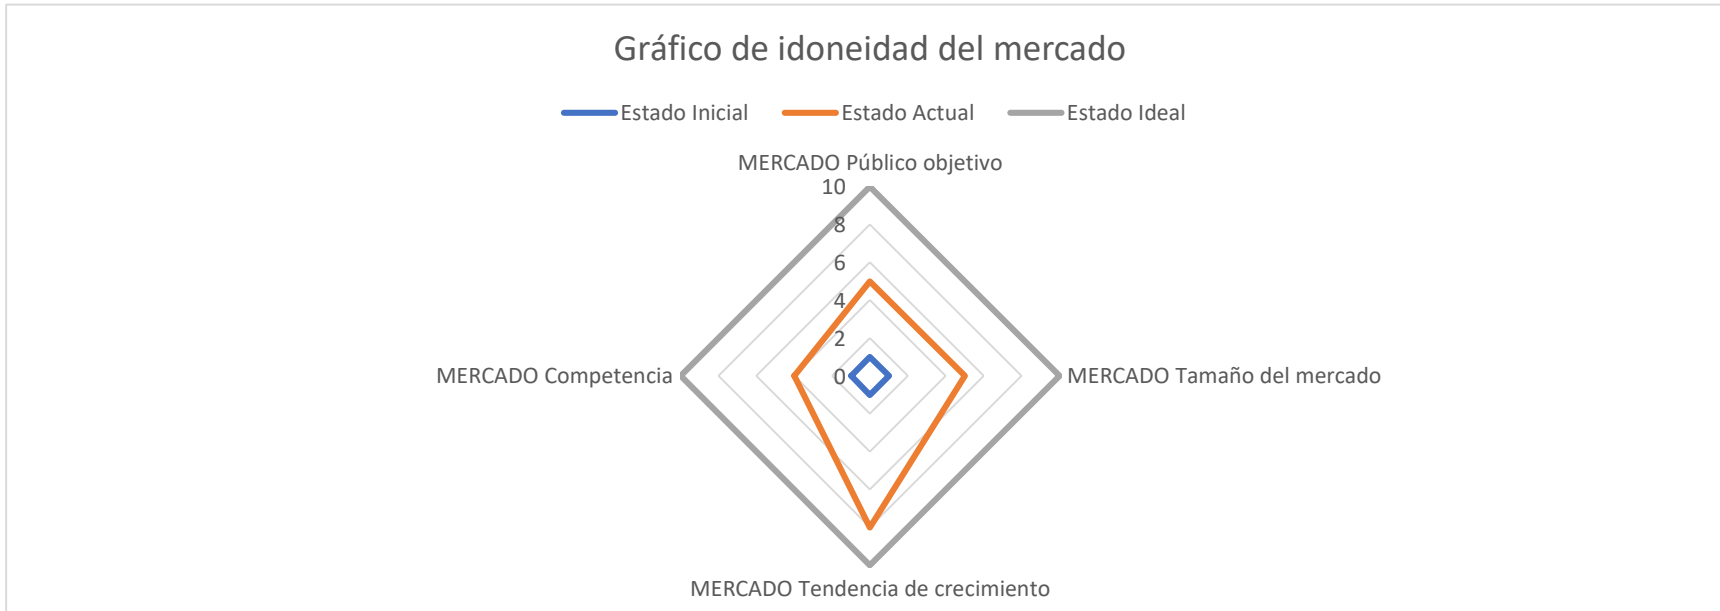 Gráfico de idoneidad del mercado
Estado Inicial Estado Actual Estado Ideal
MERCADO Público objetivo
10
8
6
4
2
0
MERCADO Competencia
MERCADO Tamaño del mercado
MERCADO Tendencia de crecimiento